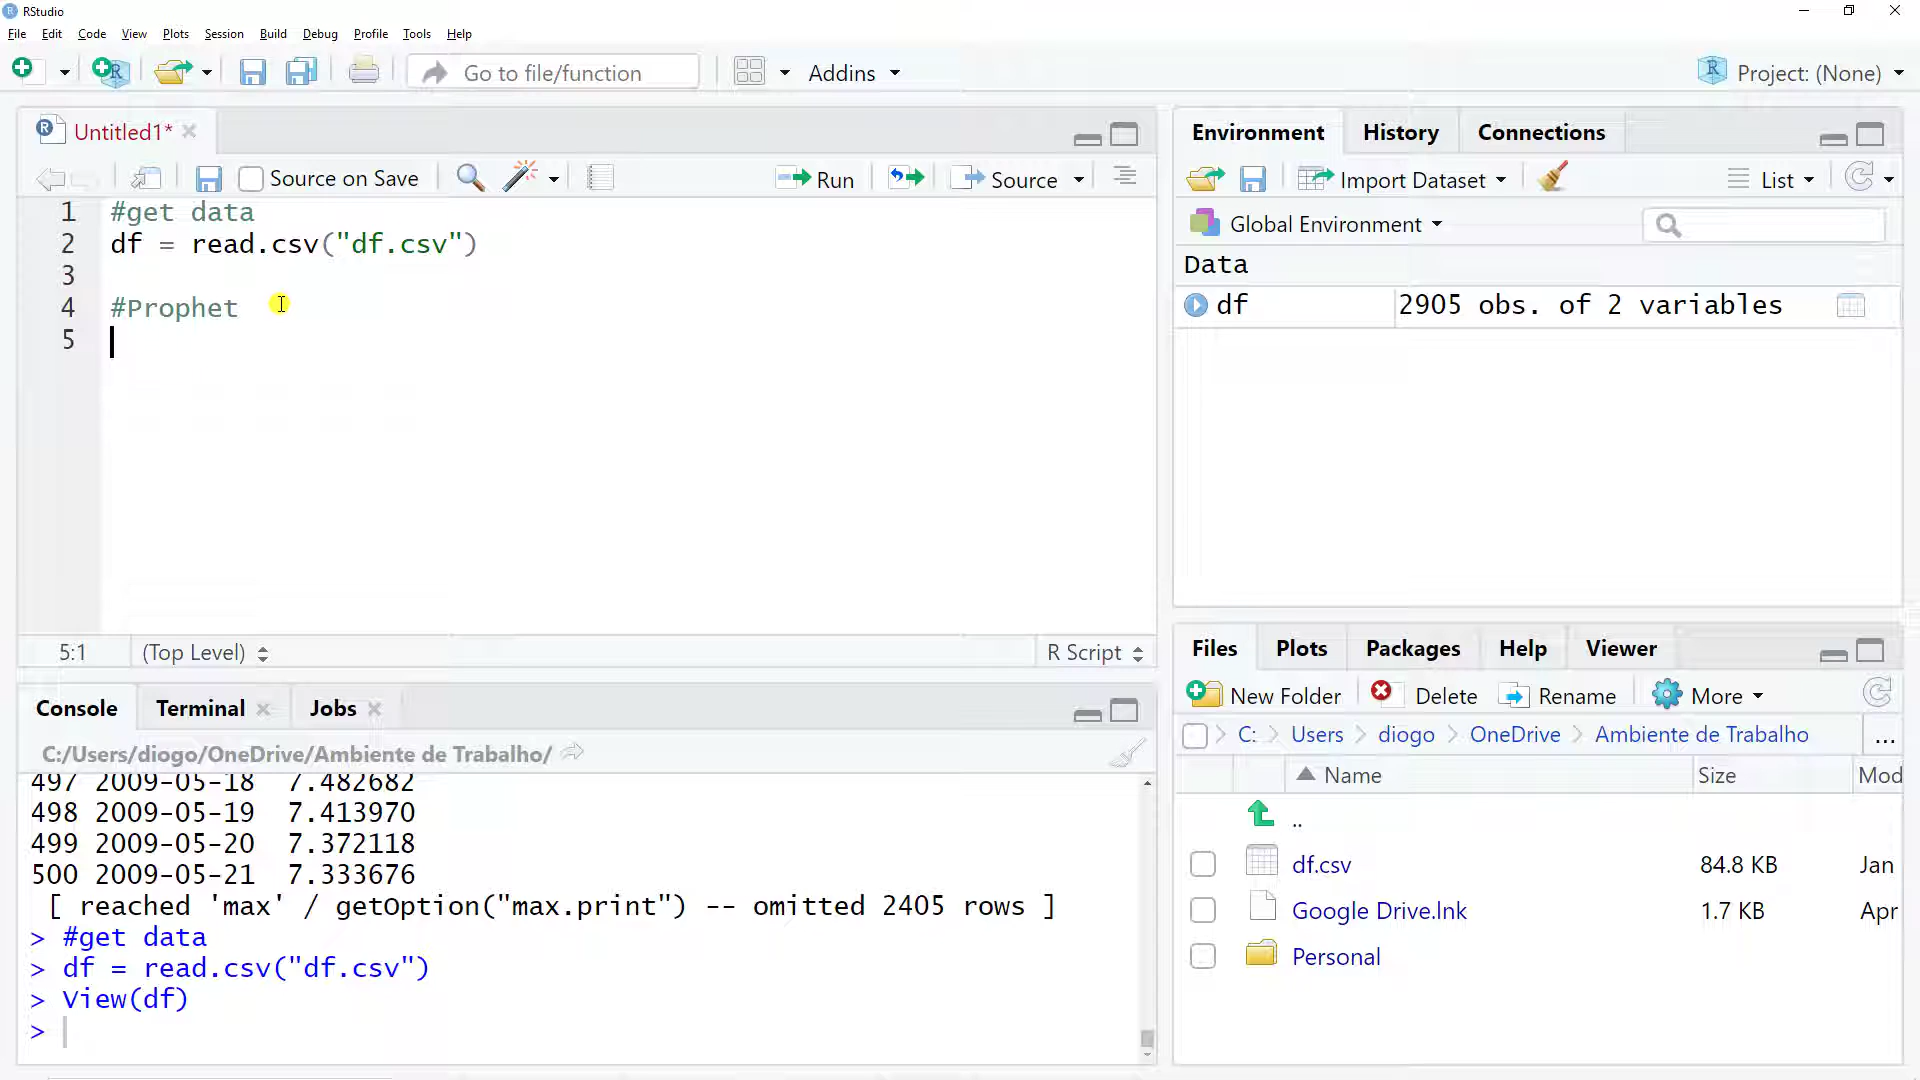 RStudio
File Edit Code View Plots Session Build Debug Profile Tools Help
Go to file/function Addins Project: (None)
Untitled1*
Source on Save Run Source
1 #get data
2 df = read.csv("df.csv")
3
4 #Prophet
5
5:1 (Top Level) R Script
Console Terminal Jobs
C:/Users/diogo/OneDrive/Ambiente de Trabalho/
497 2009-05-18 7.482682
498 2009-05-19 7.413970
499 2009-05-20 7.372118
500 2009-05-21 7.333676
[ reached 'max' / getOption("max.print") -- omitted 2405 rows ]
> #get data
> df = read.csv("df.csv")
> View(df)
>
Environment History Connections
Import Dataset List
Global Environment
Data
df 2905 obs. of 2 variables
Files Plots Packages Help Viewer
New Folder Delete Rename More
C: Users diogo OneDrive Ambiente de Trabalho ...
Name Size Mod
..
df.csv 84.8 KB Jan
Google Drive.lnk 1.7 KB Apr
Personal